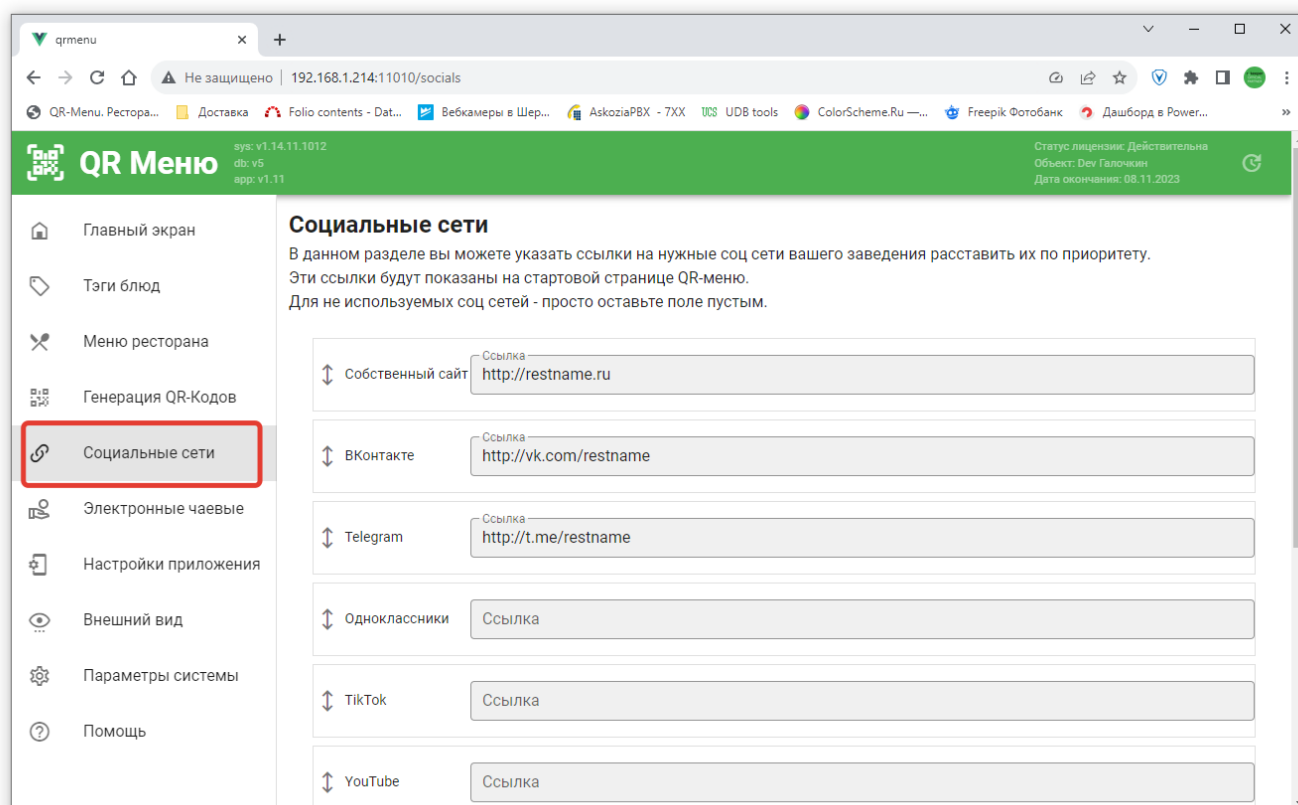 qrmenu
Не защищено 192.168.1.214:11010/socials
QR-Menu. Рестора... Доставка Folio contents - Dat... Вебкамеры в Шер... AskoziaPBX - 7XX UCS UDB tools ColorScheme.Ru —... Freepik Фотобанк Дашборд в Power... »
QR Меню
sys: v1.14.11.1012
db: v5
app: v1.11
Статус лицензии: Действительна
Объект: Dev Галочкин
Дата окончания: 08.11.2023
Главный экран
Тэги блюд
Меню ресторана
Генерация QR-Кодов
Социальные сети
Электронные чаевые
Настройки приложения
Внешний вид
Параметры системы
Помощь
Социальные сети
В данном разделе вы можете указать ссылки на нужные соц сети вашего заведения расставить их по приоритету.
Эти ссылки будут показаны на стартовой странице QR-меню.
Для не используемых соц сетей - просто оставьте поле пустым.
Ссылка
Собственный сайт http://restname.ru
Ссылка
ВКонтакте http://vk.com/restname
Ссылка
Telegram http://t.me/restname
Одноклассники Ссылка
TikTok Ссылка
YouTube Ссылка